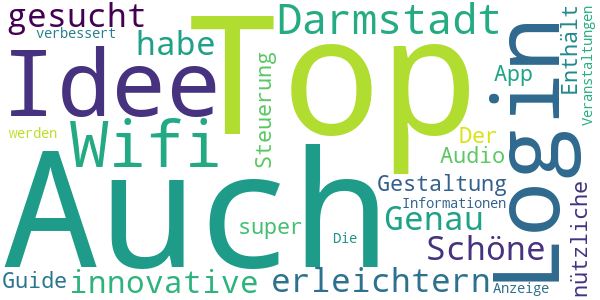 gesucht
verbessert
habe
Darmstadt
Top
Login
Enthält
Veranstaltungen
Idee
Wifi
Steuerung
App
werden
Der
Audio
Auch
Gestaltung
Informationen
nützliche
super
Genau
Die
Schöne
Guide
innovative
erleichtern
Anzeige